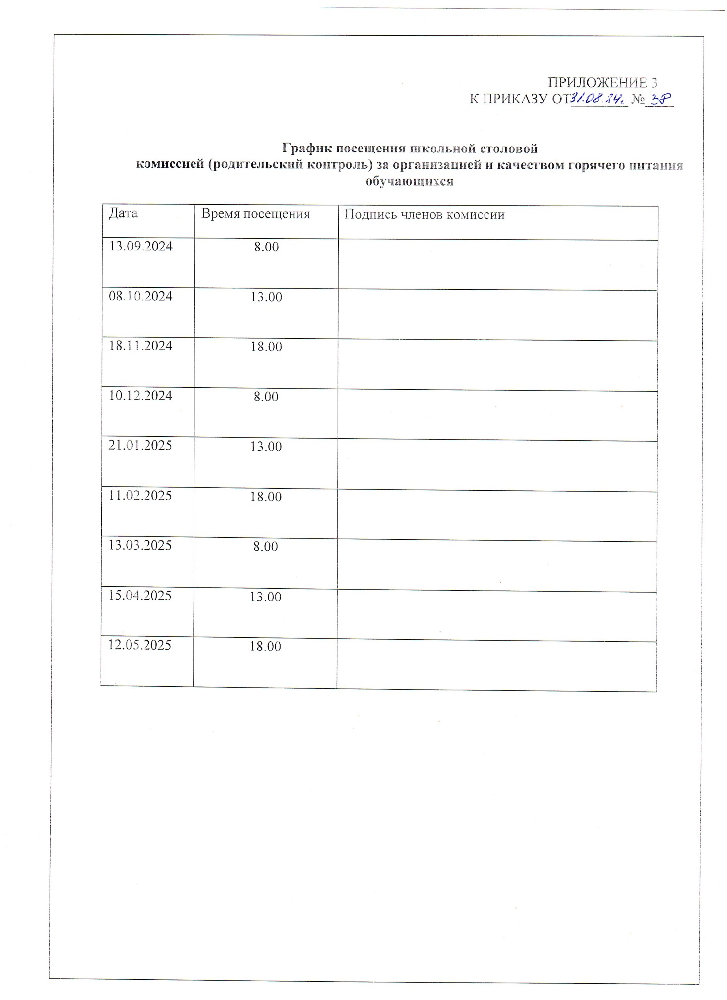 ПРИЛОЖЕНИЕ 3
К ПРИКАЗУ ОТ 31.08.24. № 38
График посещения школьной столовой
комиссией (родительский контроль) за организацией и качеством горячего питания
обучающихся
Дата Время посещения Подпись членов комиссии
13.09.2024 8.00
08.10.2024 13.00
18.11.2024 18.00
10.12.2024 8.00
21.01.2025 13.00
11.02.2025 18.00
13.03.2025 8.00
15.04.2025 13.00
12.05.2025 18.00